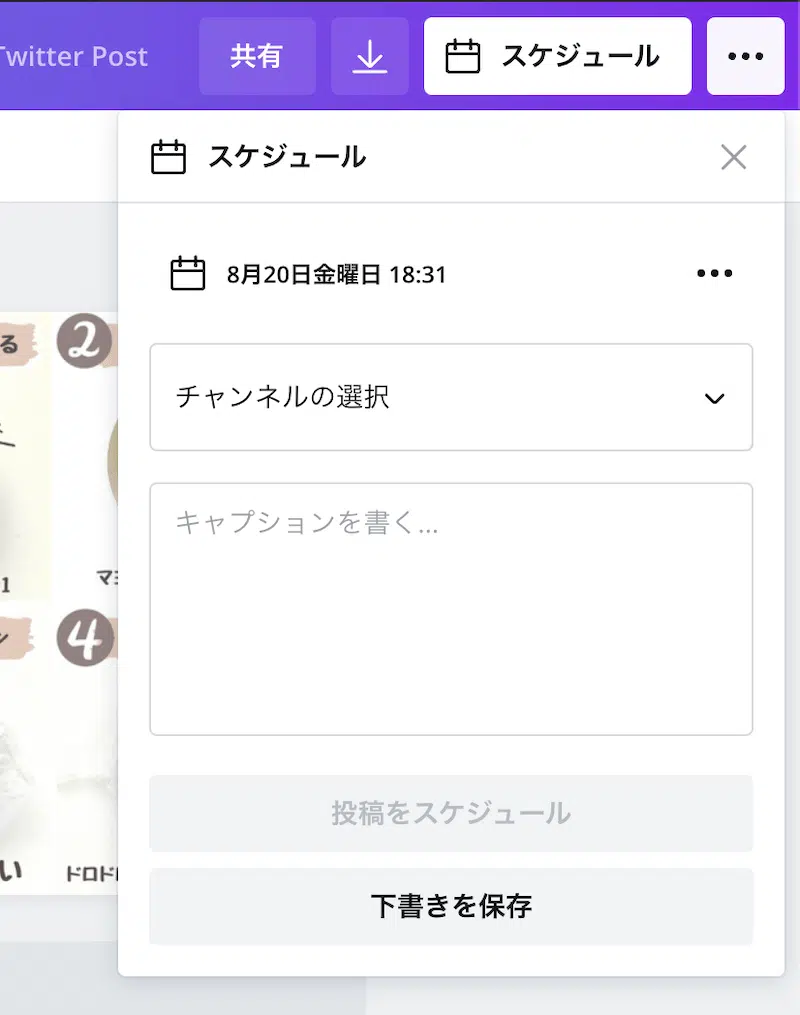 Twitter Post
共有
スケジュール
スケジュール
8月20日金曜日 18:31
チャンネルの選択
キャプションを書く...
投稿をスケジュール
下書きを保存
る
2
1
マヨ
4
い
ドロド